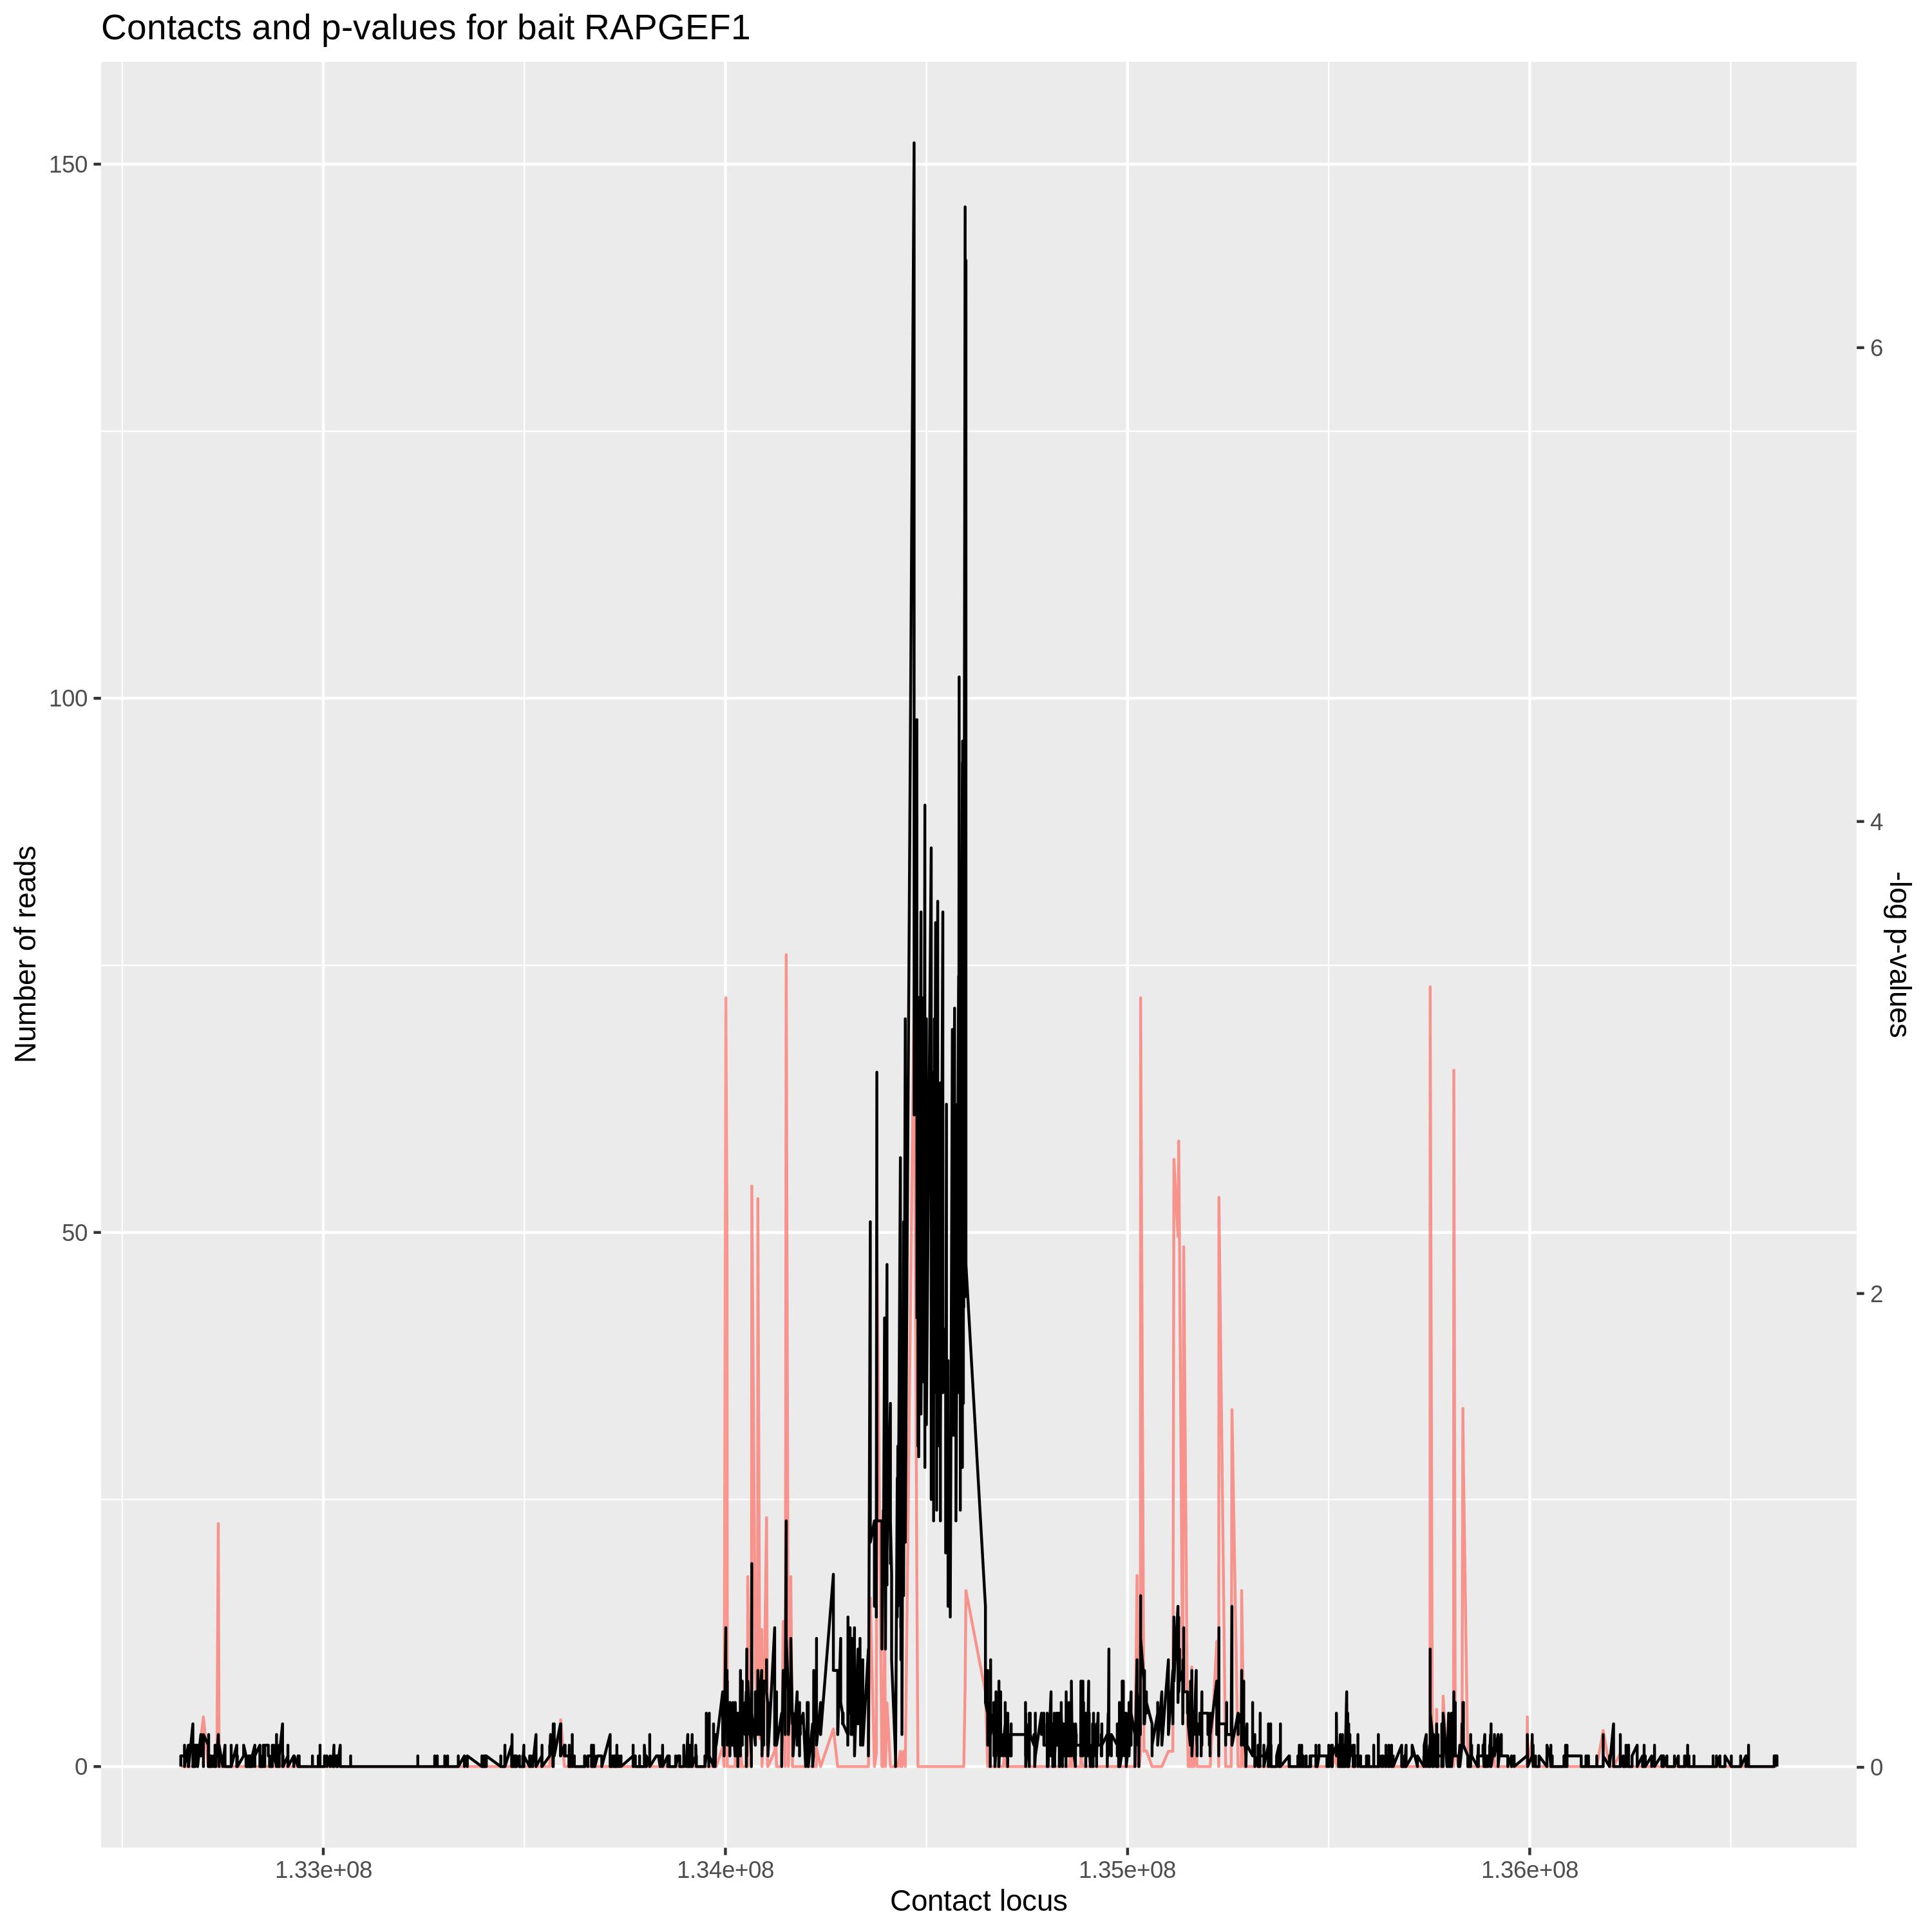 Contacts and p-values for bait RAPGEF1
150
100
50
0
Number of reads
6
4
2
0
-log p-values
1.33e+08
1.34e+08
1.35e+08
1.36e+08
Contact locus